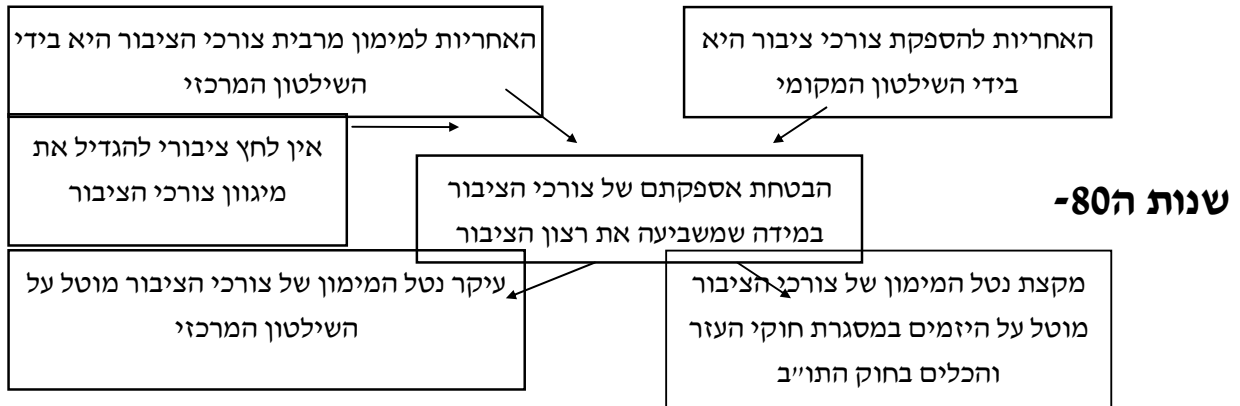 האחריות להספקת צורכי ציבור היא
בידי השילטון המקומי
האחריות למימון מרבית צורכי הציבור היא בידי
השילטון המרכזי
אין לחץ ציבורי להגדיל את
מיגוון צורכי הציבור
הבטחת אספקתם של צורכי הציבור
במידה שמשביעה את רצון הציבור
שנות ה80-
מקצת נטל המימון של צורכי הציבור
מוטל על היזמים במסגרת חוקי העזר
והכלים בחוק התו״ב
עיקר נטל המימון של צורכי הציבור מוטל על
השילטון המרכזי